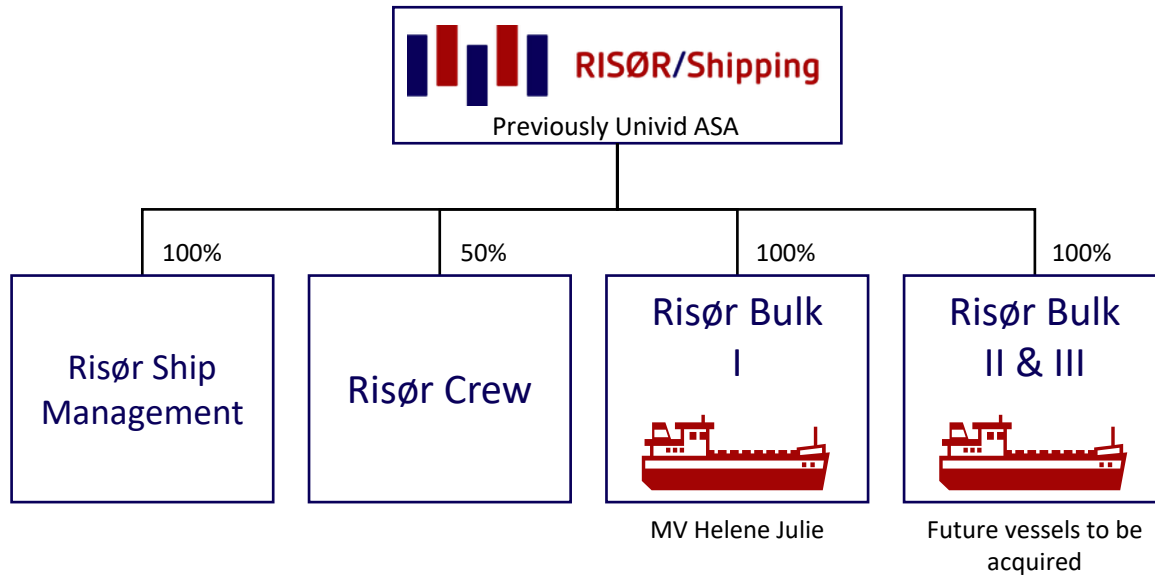 RISØR/Shipping
Previously Univid ASA
100%
50%
100%
100%
Risør Ship
Management
Risør Crew
Risør Bulk
I
Risør Bulk
II & III
MV Helene Julie
Future vessels to be
acquired